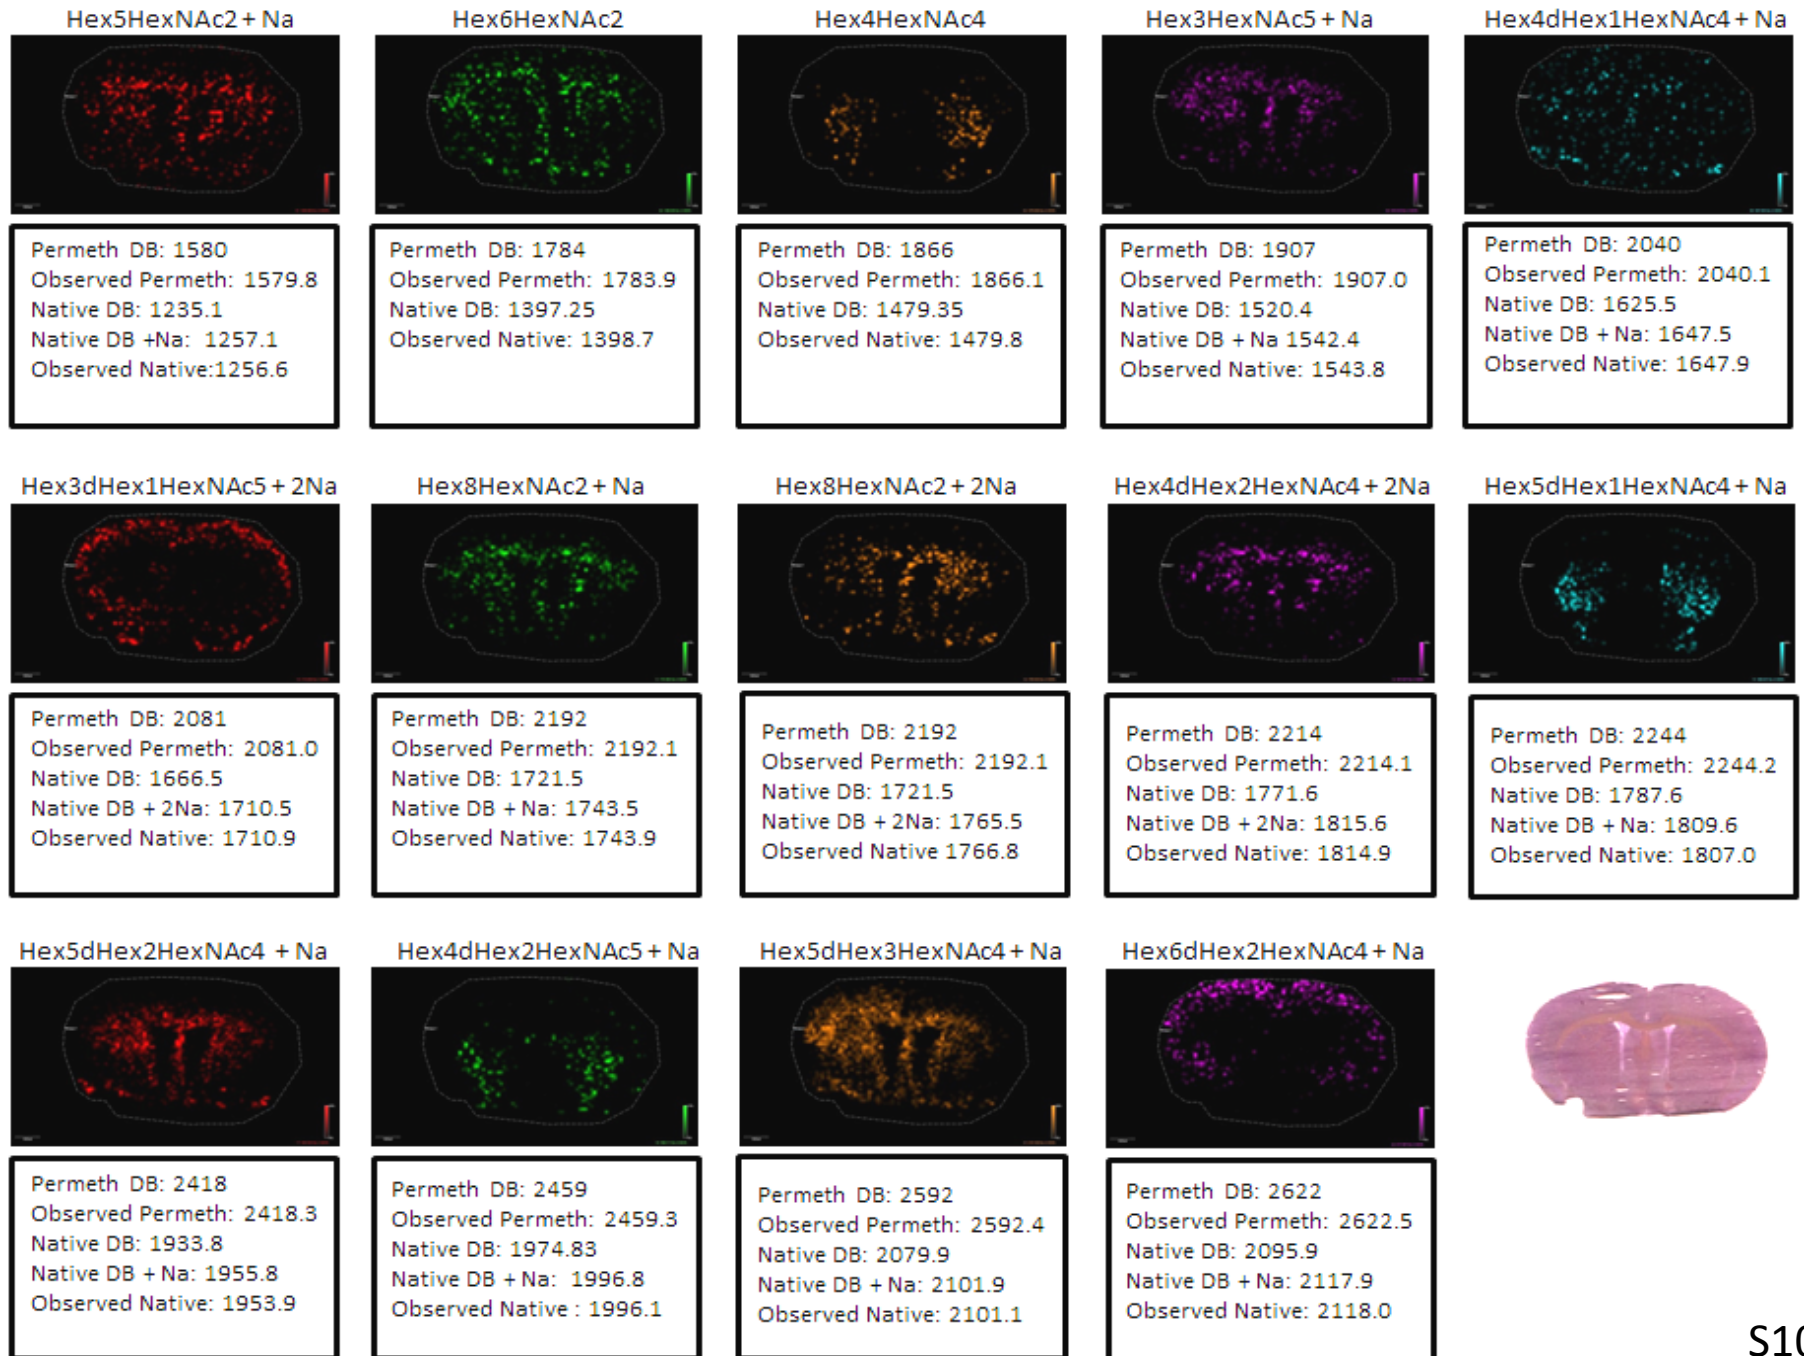 Hex5HexNAc2 + Na
Permeth DB: 1580
Observed Permeth: 1579.8
Native DB: 1235.1
Native DB +Na: 1257.1
Observed Native:1256.6
Hex6HexNAc2
Permeth DB: 1784
Observed Permeth: 1783.9
Native DB: 1397.25
Observed Native: 1398.7
Hex4HexNAc4
Permeth DB: 1866
Observed Permeth: 1866.1
Native DB: 1479.35
Observed Native: 1479.8
Hex3HexNAc5 + Na
Permeth DB: 1907
Observed Permeth: 1907.0
Native DB: 1520.4
Native DB + Na 1542.4
Observed Native: 1543.8
Hex4dHex1HexNAc4 + Na
Permeth DB: 2040
Observed Permeth: 2040.1
Native DB: 1625.5
Native DB + Na: 1647.5
Observed Native: 1647.9
Hex3dHex1HexNAc5 + 2Na
Permeth DB: 2081
Observed Permeth: 2081.0
Native DB: 1666.5
Native DB + 2Na: 1710.5
Observed Native: 1710.9
Hex8HexNAc2 + Na
Permeth DB: 2192
Observed Permeth: 2192.1
Native DB: 1721.5
Native DB + Na: 1743.5
Observed Native: 1743.9
Hex8HexNAc2 + 2Na
Permeth DB: 2192
Observed Permeth: 2192.1
Native DB: 1721.5
Native DB + 2Na: 1765.5
Observed Native 1766.8
Hex4dHex2HexNAc4 + 2Na
Permeth DB: 2214
Observed Permeth: 2214.1
Native DB: 1771.6
Native DB + 2Na: 1815.6
Observed Native: 1814.9
Hex5dHex1HexNAc4 + Na
Permeth DB: 2244
Observed Permeth: 2244.2
Native DB: 1787.6
Native DB + Na: 1809.6
Observed Native: 1807.0
Hex5dHex2HexNAc4 + Na
Permeth DB: 2418
Observed Permeth: 2418.3
Native DB: 1933.8
Native DB + Na: 1955.8
Observed Native: 1953.9
Hex4dHex2HexNAc5 + Na
Permeth DB: 2459
Observed Permeth: 2459.3
Native DB: 1974.83
Native DB + Na: 1996.8
Observed Native : 1996.1
Hex5dHex3HexNAc4 + Na
Permeth DB: 2592
Observed Permeth: 2592.4
Native DB: 2079.9
Native DB + Na: 2101.9
Observed Native: 2101.1
Hex6dHex2HexNAc4 + Na
Permeth DB: 2622
Observed Permeth: 2622.5
Native DB: 2095.9
Native DB + Na: 2117.9
Observed Native: 2118.0
S10